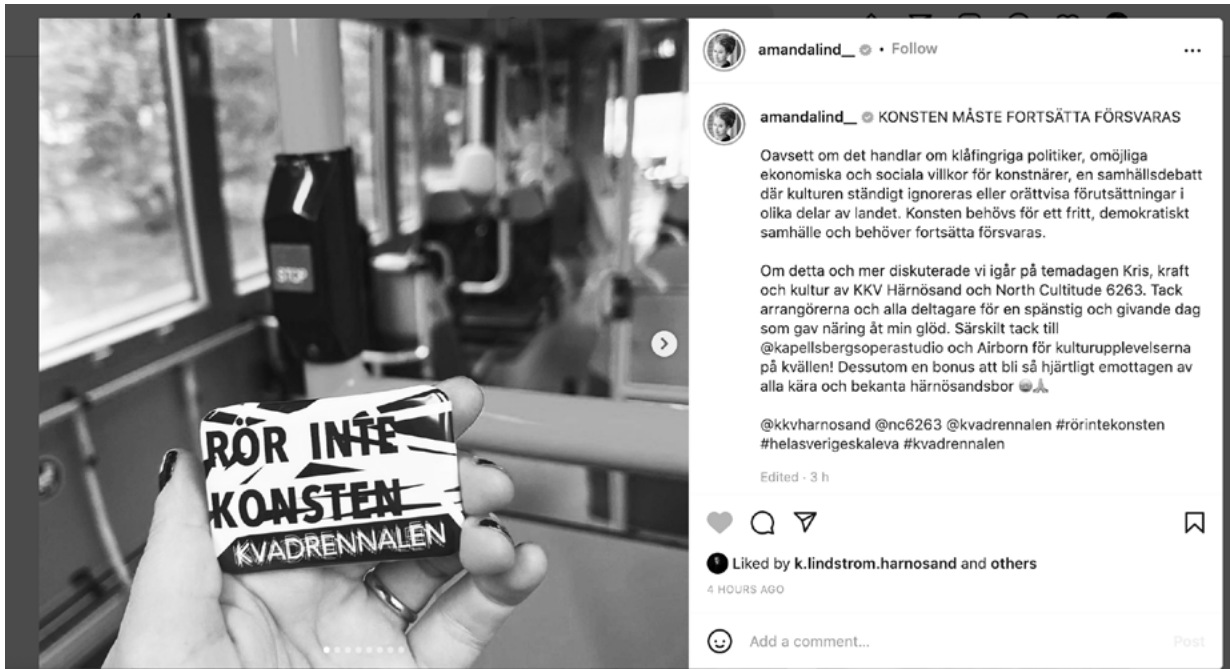 STOP
RÖR INTE
KONSTEN
KVADRENNALEN
amandalind__ • Follow
amandalind__ KONSTEN MÅSTE FORTSÄTTA FÖRSVARAS
Oavsett om det handlar om klåfingriga politiker, omöjliga
ekonomiska och sociala villkor för konstnärer, en samhällsdebatt
där kulturen ständigt ignoreras eller orättvisa förutsättningar i
olika delar av landet. Konsten behövs för ett fritt, demokratiskt
samhälle och behöver fortsätta försvaras.
Om detta och mer diskuterade vi igår på temadagen Kris, kraft
och kultur av KKV Härnösand och North Cultitude 6263. Tack
arrangörerna och alla deltagare för en spänstig och givande dag
som gav näring åt min glöd. Särskilt tack till
@kapellsbergsoperastudio och Airborn för kulturupplevelserna
på kvällen! Dessutom en bonus att bli så hjärtligt emottagen av
alla kära och bekanta härnösandsbor
@kkvharnosand @nc6263 @kvadrennalen #rörintekonsten
#helasverigeskaleva #kvadrennalen
Edited · 3 h
Liked by k.lindstrom.harnosand and others
4 HOURS AGO
Add a comment...
Post